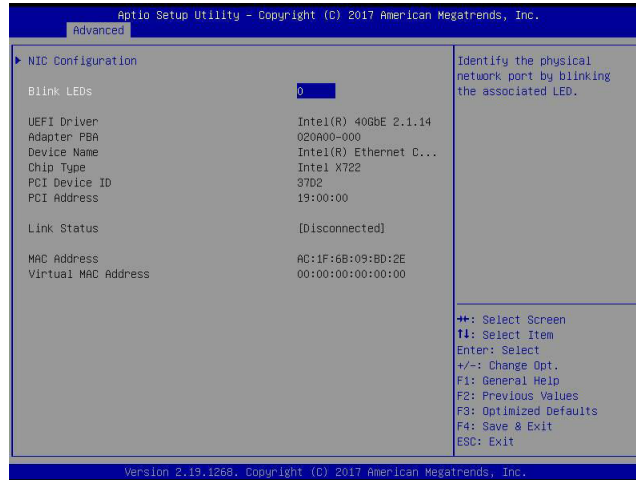 Aptio Setup Utility – Copyright (C) 2017 American Megatrends, Inc.
Advanced
▶ NIC Configuration
Blink LEDs 0
UEFI Driver Intel(R) 40GbE 2.1.14
Adapter PBA 020A00-000
Device Name Intel(R) Ethernet C...
Chip Type Intel X722
PCI Device ID 37D2
PCI Address 19:00:00
Link Status [Disconnected]
MAC Address AC:1F:6B:09:BD:2E
Virtual MAC Address 00:00:00:00:00:00
Identify the physical
network port by blinking
the associated LED.
→←: Select Screen
↑↓: Select Item
Enter: Select
+/-: Change Opt.
F1: General Help
F2: Previous Values
F3: Optimized Defaults
F4: Save & Exit
ESC: Exit
Version 2.19.1268. Copyright (C) 2017 American Megatrends, Inc.